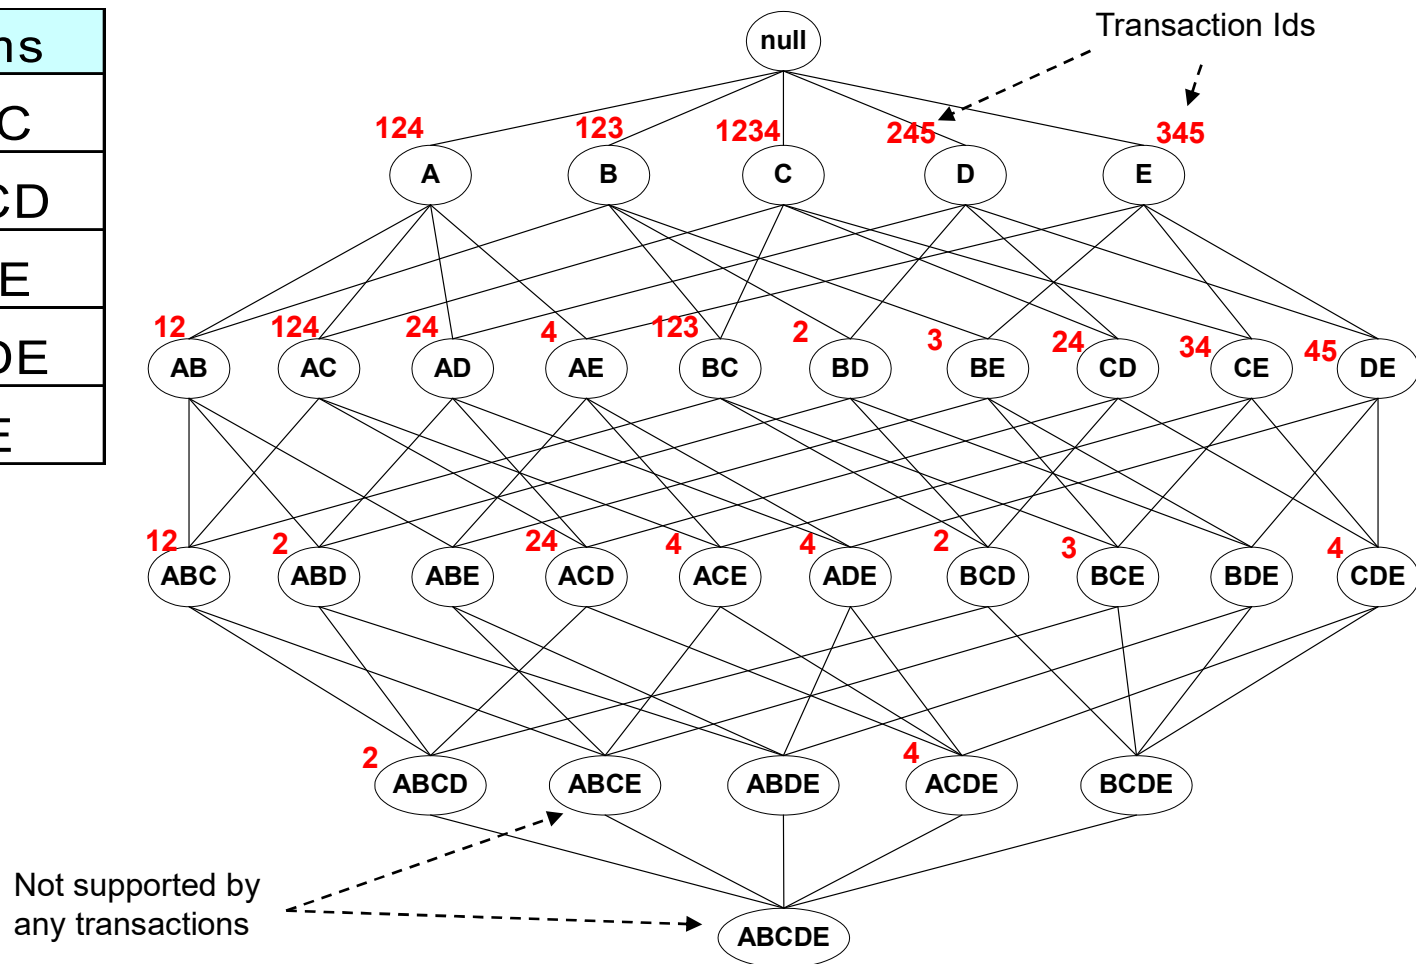 ms
C
CD
E
DE
E
Transaction Ids
null
124 123 1234 245 345
A B C D E
12 124 24 4 123 2 3 24 34 45
AB AC AD AE BC BD BE CD CE DE
12 2 24 4 4 2 3 4
ABC ABD ABE ACD ACE ADE BCD BCE BDE CDE
2 4
ABCD ABCE ABDE ACDE BCDE
Not supported by
any transactions
ABCDE